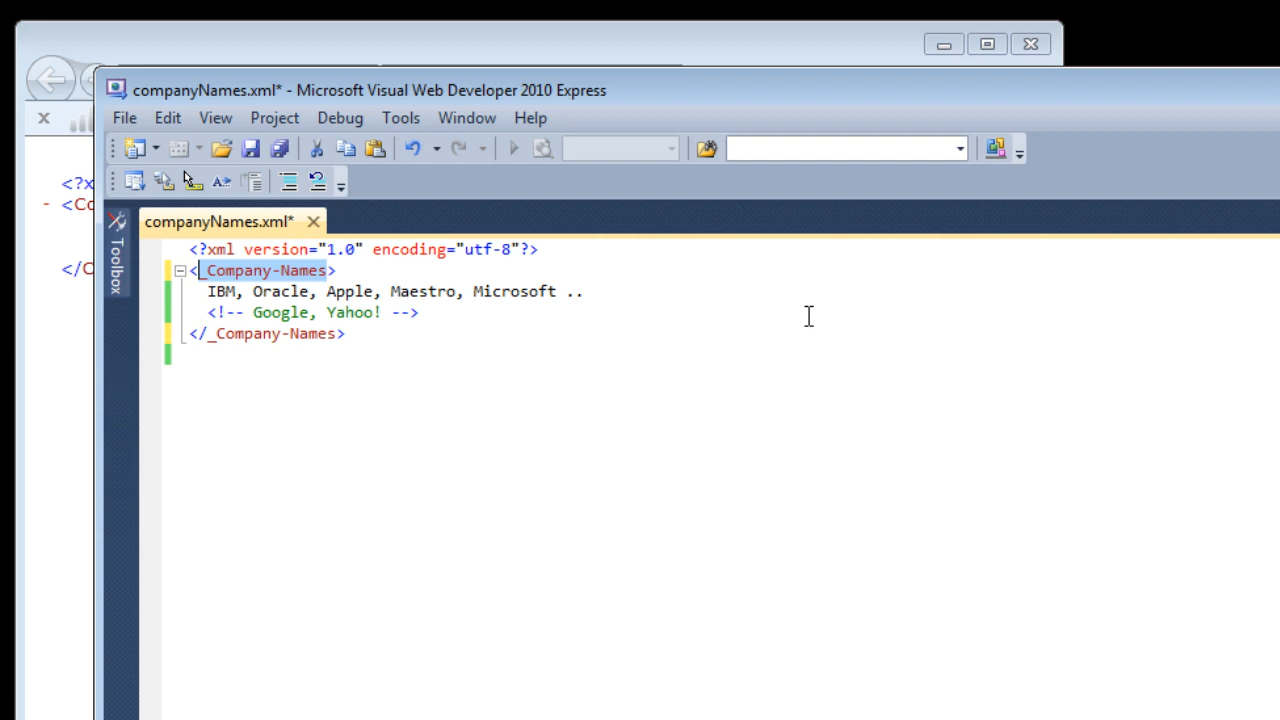 companyNames.xml* - Microsoft Visual Web Developer 2010 Express
File Edit View Project Debug Tools Window Help
companyNames.xml*
Toolbox
<?x
- <Co
</C
<?xml version="1.0" encoding="utf-8"?>
<_Company-Names>
IBM, Oracle, Apple, Maestro, Microsoft ..
<!-- Google, Yahoo! -->
</_Company-Names>